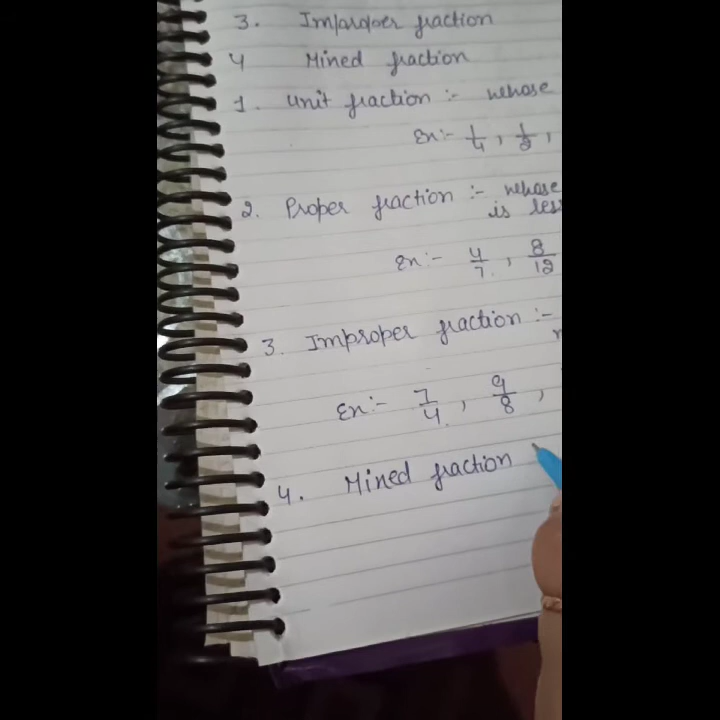 3. Improper fraction
4 Mixed fraction
1. Unit fraction :- whose
Ex:- 1/4, 1/2,
2. Proper fraction :- whose
is less
Ex:- 4/7, 8/12
3. Improper fraction :-
Ex:- 7/4, 9/8,
4. Mixed fraction